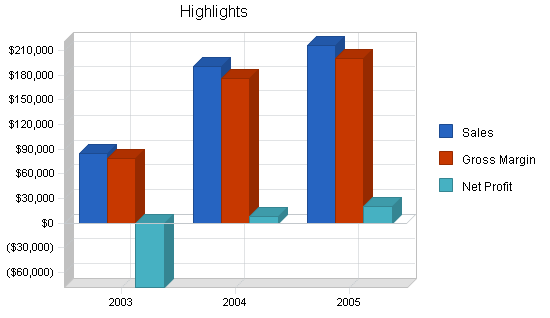 Highlights
$210,000
$180,000
$150,000
$120,000
$90,000
$60,000
$30,000
$0
($30,000)
($60,000)
2003 2004 2005
Sales
Gross Margin
Net Profit